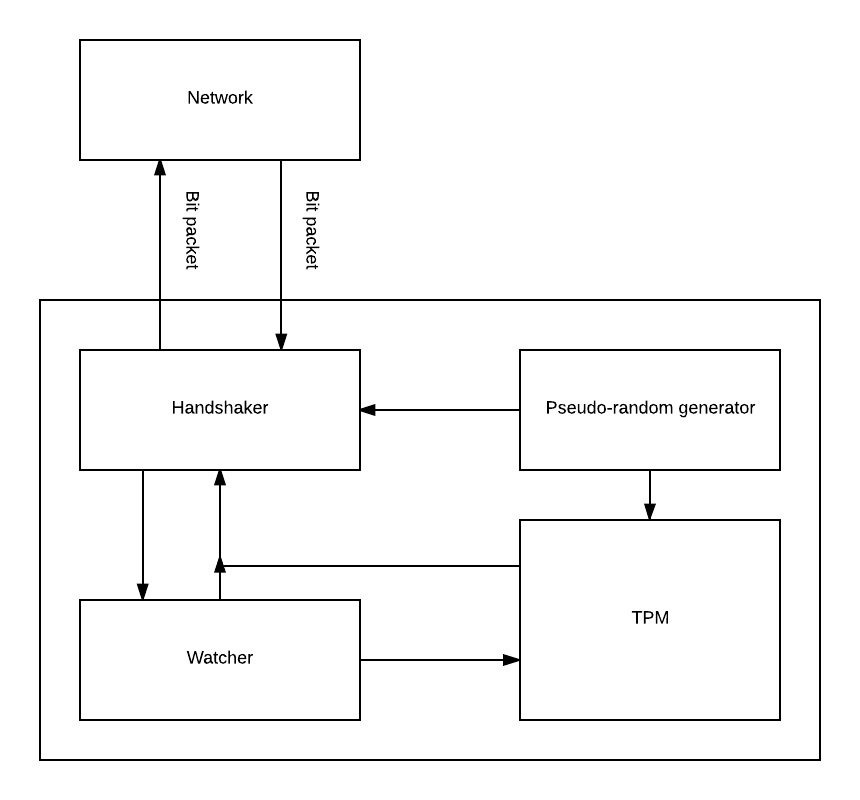 Network
Bit packet
Bit packet
Handshaker
Pseudo-random generator
TPM
Watcher